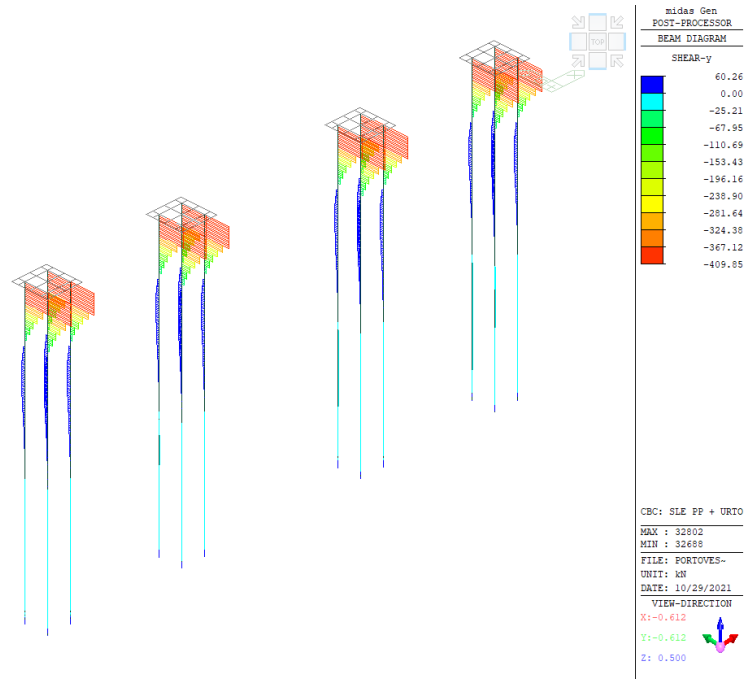 midas Gen
POST-PROCESSOR
BEAM DIAGRAM
SHEAR-y
60.26
0.00
-25.21
-67.95
-110.69
-153.43
-196.16
-238.90
-281.64
-324.38
-367.12
-409.85
TOP
CBC: SLE PP + URTO
MAX : 32802
MIN : 32688
FILE: PORTOVES~
UNIT: kN
DATE: 10/29/2021
VIEW-DIRECTION
X:-0.612
Y:-0.612
Z: 0.500